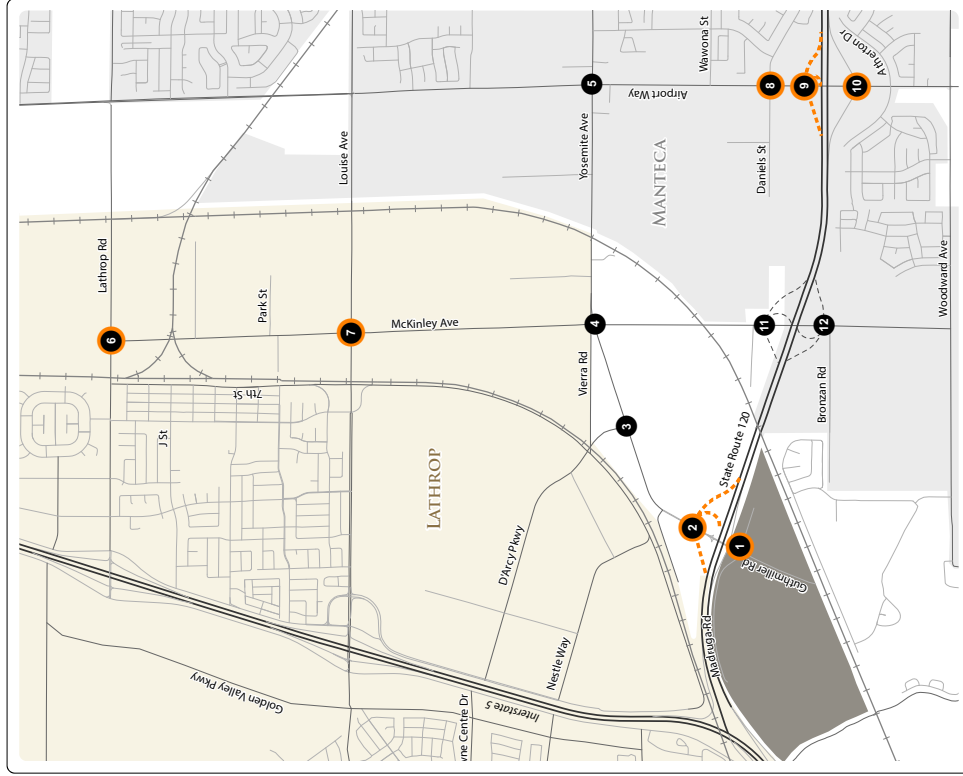 Wawona St
Atherton Dr
8
9
10
5
Airport Way
Louise Ave
Yosemite Ave
Daniels St
MANTECA
Lathrop Rd
Woodward Ave
Park St
McKinley Ave
6
7
4
11
12
Vierra Rd
7th St
Bronzan Rd
J St
3
State Route 120
LATHROP
D'Arcy Pkwy
2
1
Guthmiller Rd
Madruga Rd
Nestle Way
Golden Valley Pkwy
Interstate 5
vne Centre Dr